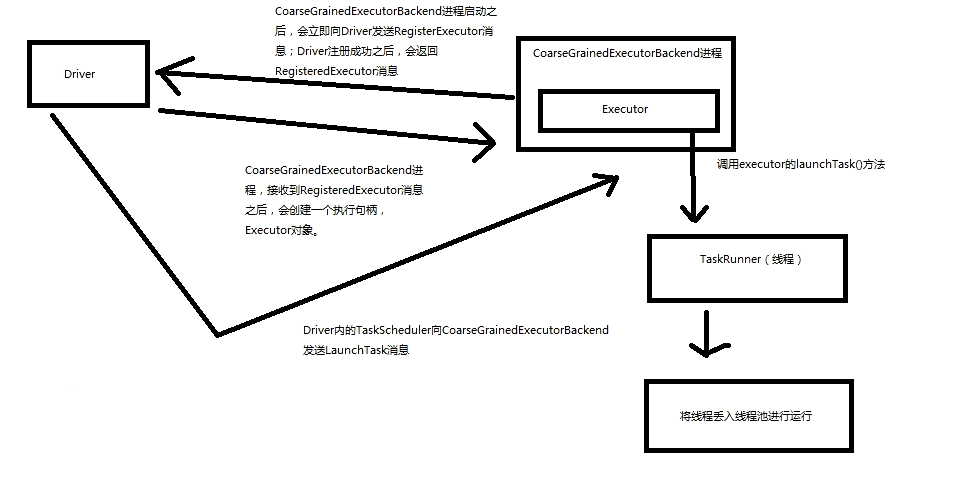 CoarseGrainedExecutorBackend进程启动之
后，会立即向Driver发送RegisterExecutor消
息；Driver注册成功之后，会返回
RegisteredExecutor消息
Driver
CoarseGrainedExecutorBackend进程
Executor
调用executor的launchTask()方法
CoarseGrainedExecutorBackend进
程，接收到RegisteredExecutor消息
之后，会创建一个执行句柄，
Executor对象。
TaskRunner（线程）
Driver内的TaskScheduler向CoarseGrainedExecutorBackend
发送LaunchTask消息
将线程丢入线程池进行运行